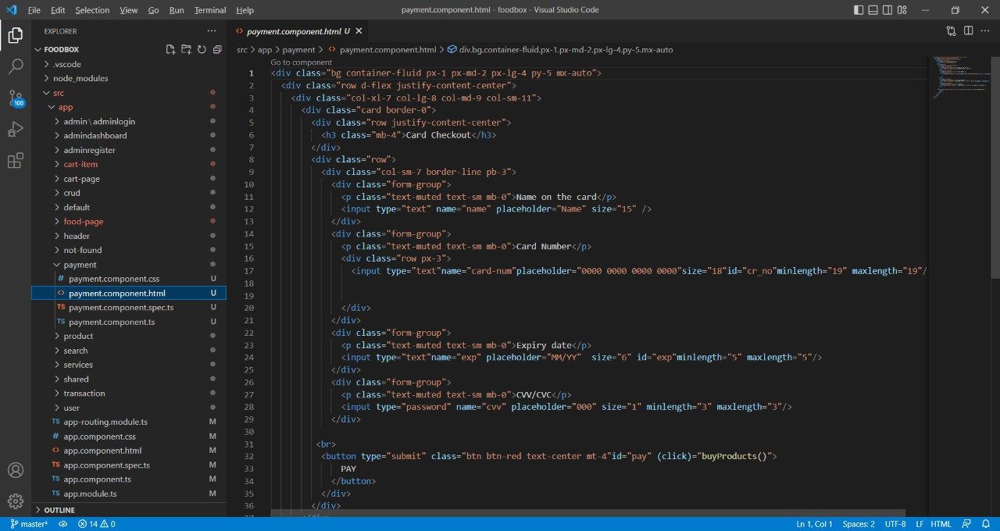 File Edit Selection View Go Run Terminal Help
payment.component.html - foodbox - Visual Studio Code
EXPLORER
FOODBOX
.vscode
node_modules
src
app
admin\adminlogin
admindashboard
adminregister
cart-item
cart-page
crud
default
food-page
header
not-found
payment
payment.component.css U
payment.component.html U
payment.component.spec.ts U
payment.component.ts U
product
search
services
shared
transaction
user
app-routing.module.ts M
app.component.css M
app.component.html M
app.component.spec.ts M
app.component.ts M
app.module.ts M
OUTLINE
100
payment.component.html U
src > app > payment > payment.component.html > div.bg.container-fluid.px-1.px-md-2.px-lg-4.py-5.mx-auto
Go to component
1 <div class="bg container-fluid px-1 px-md-2 px-lg-4 py-5 mx-auto">
2 <div class="row d-flex justify-content-center">
3 <div class="col-xl-7 col-lg-8 col-md-9 col-sm-11">
4 <div class="card border-0">
5 <div class="row justify-content-center">
6 <h3 class="mb-4">Card Checkout</h3>
7 </div>
8 <div class="row">
9 <div class="col-sm-7 border-line pb-3">
10 <div class="form-group">
11 <p class="text-muted text-sm mb-0">Name on the card</p>
12 <input type="text" name="name" placeholder="Name" size="15" />
13 </div>
14 <div class="form-group">
15 <p class="text-muted text-sm mb-0">Card Number</p>
16 <div class="row px-3">
17 <input type="text"name="card-num"placeholder="0000 0000 0000 0000"size="18"id="cr_no"minlength="19" maxlength="19"/
18
19
20 </div>
21 </div>
22 <div class="form-group">
23 <p class="text-muted text-sm mb-0">Expiry date</p>
24 <input type="text"name="exp" placeholder="MM/YY"  size="6" id="exp"minlength="5" maxlength="5"/>
25 </div>
26 <div class="form-group">
27 <p class="text-muted text-sm mb-0">CVV/CVC</p>
28 <input type="password" name="cvv" placeholder="000" size="1" minlength="3" maxlength="3"/>
29 </div>
30
31 <br>
32 <button type="submit" class="btn btn-red text-center mt-4"id="pay" (click)="buyProducts()">
33 PAY
34 </button>
35 </div>
36 </div>
master* 14 0 Ln 1, Col 1 Spaces: 2 UTF-8 LF HTML